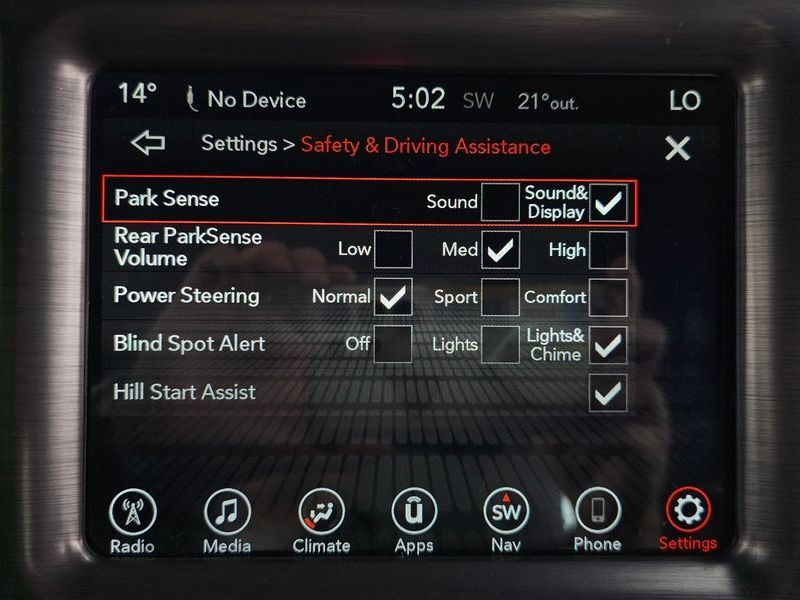 14° No Device 5:02 SW 21°out. LO
Settings > Safety & Driving Assistance
Park Sense Sound Sound& Display
Rear ParkSense Volume Low Med High
Power Steering Normal Sport Comfort
Blind Spot Alert Off Lights Lights& Chime
Hill Start Assist
SW
Radio Media Climate Apps Nav Phone Settings